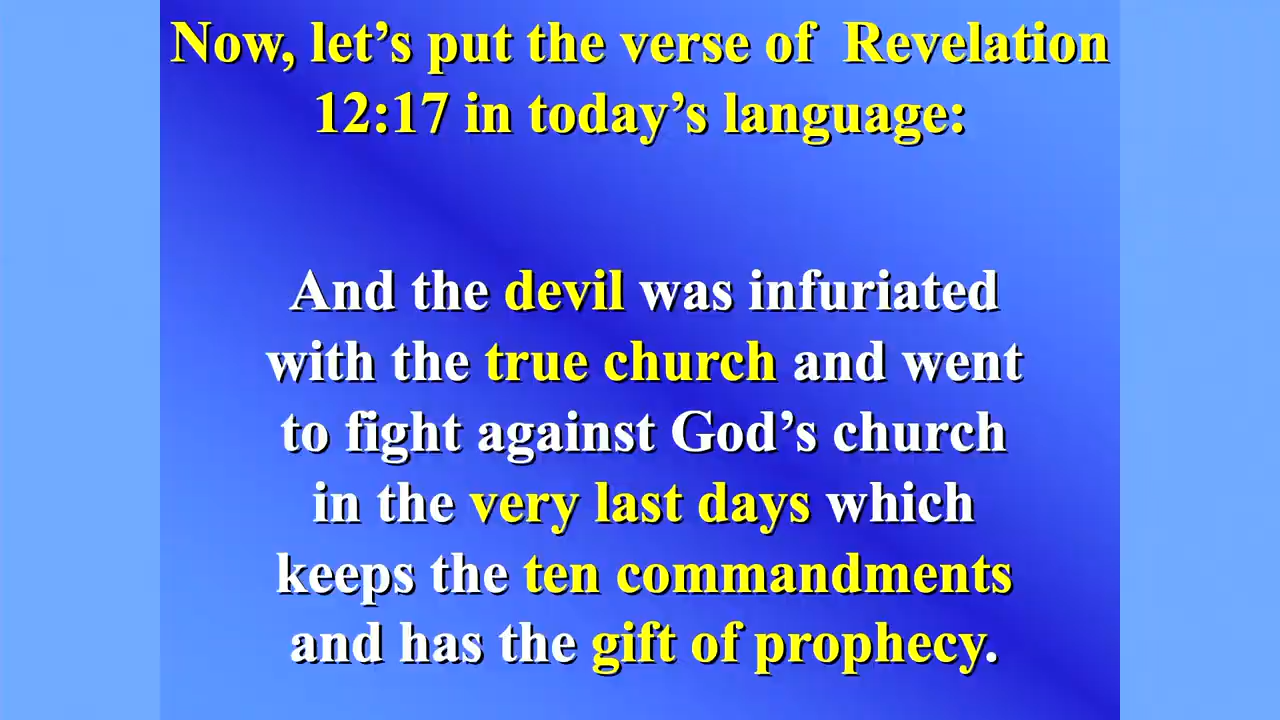 Now, let’s put the verse of  Revelation
12:17 in today’s language:
And the devil was infuriated
with the true church and went
to fight against God’s church
in the very last days which
keeps the ten commandments
and has the gift of prophecy.